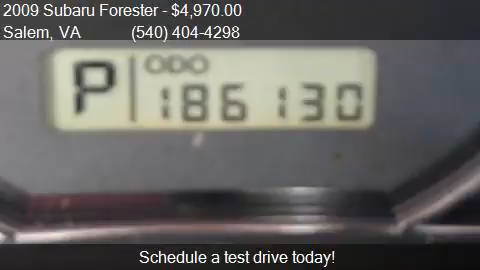 2009 Subaru Forester - $4,970.00
Salem, VA (540) 404-4298
P ODO
186130
Schedule a test drive today!